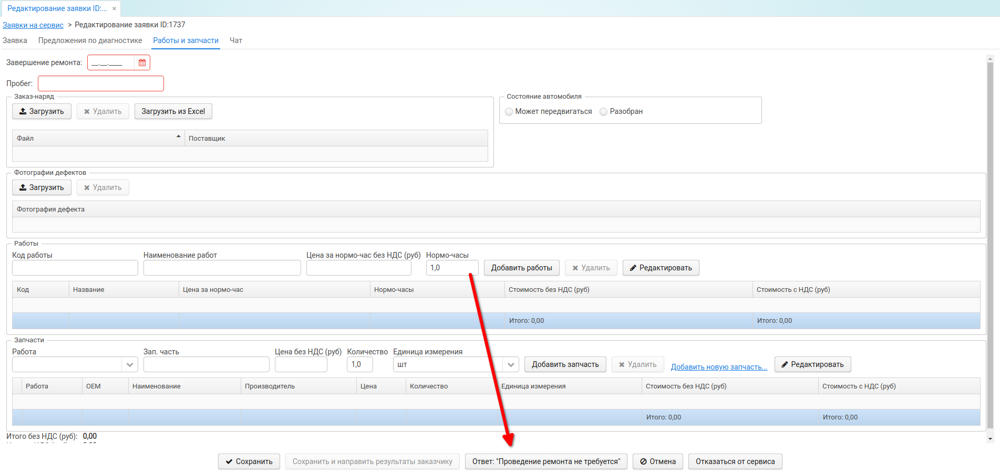 Редактирование заявки ID:... ×
Заявки на сервис > Редактирование заявки ID:1737
Заявка Предложения по диагностике Работы и запчасти Чат
Завершение ремонта: __.__.____
Пробег:
Заказ-наряд Состояние автомобиля
Загрузить Удалить Загрузить из Excel Может передвигаться Разобран
Файл Поставщик
Фотографии дефектов
Загрузить Удалить
Фотография дефекта
Работы
Код работы Наименование работ Цена за нормо-час без НДС (руб) Нормо-часы
1,0 Добавить работы Удалить Редактировать
Код Название Цена за нормо-час Нормо-часы Стоимость без НДС (руб) Стоимость с НДС (руб)
Итого: 0,00 Итого: 0,00
Запчасти
Работа Зап. часть Цена без НДС (руб) Количество Единица измерения
1,0 шт Добавить запчасть Удалить Добавить новую запчасть... Редактировать
Работа OEM Наименование Производитель Цена Количество Единица измерения Стоимость без НДС (руб) Стоимость с НДС (руб)
Итого: 0,00 Итого: 0,00
Итого без НДС (руб): 0,00
Сохранить Сохранить и направить результаты заказчику Ответ: "Проведение ремонта не требуется" Отмена Отказаться от сервиса